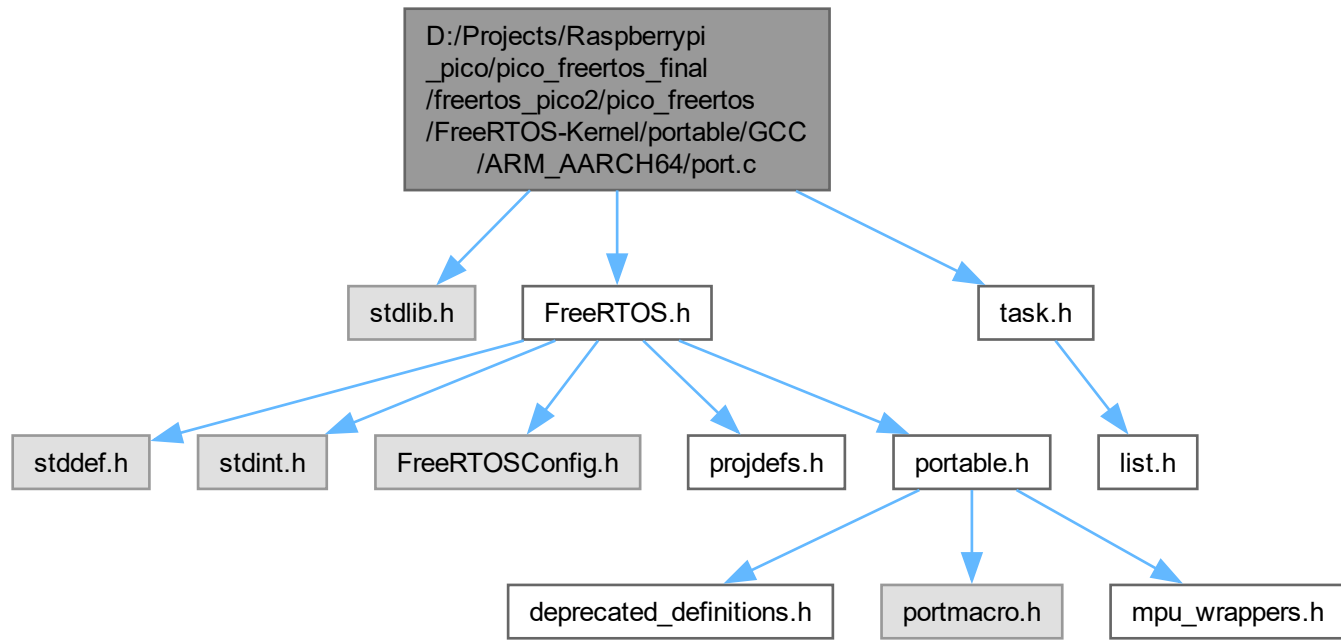 D:/Projects/Raspberrypi
_pico/pico_freertos_final
/freertos_pico2/pico_freertos
/FreeRTOS-Kernel/portable/GCC
/ARM_AARCH64/port.c
stdlib.h
FreeRTOS.h
task.h
stddef.h
stdint.h
FreeRTOSConfig.h
projdefs.h
portable.h
list.h
deprecated_definitions.h
portmacro.h
mpu_wrappers.h